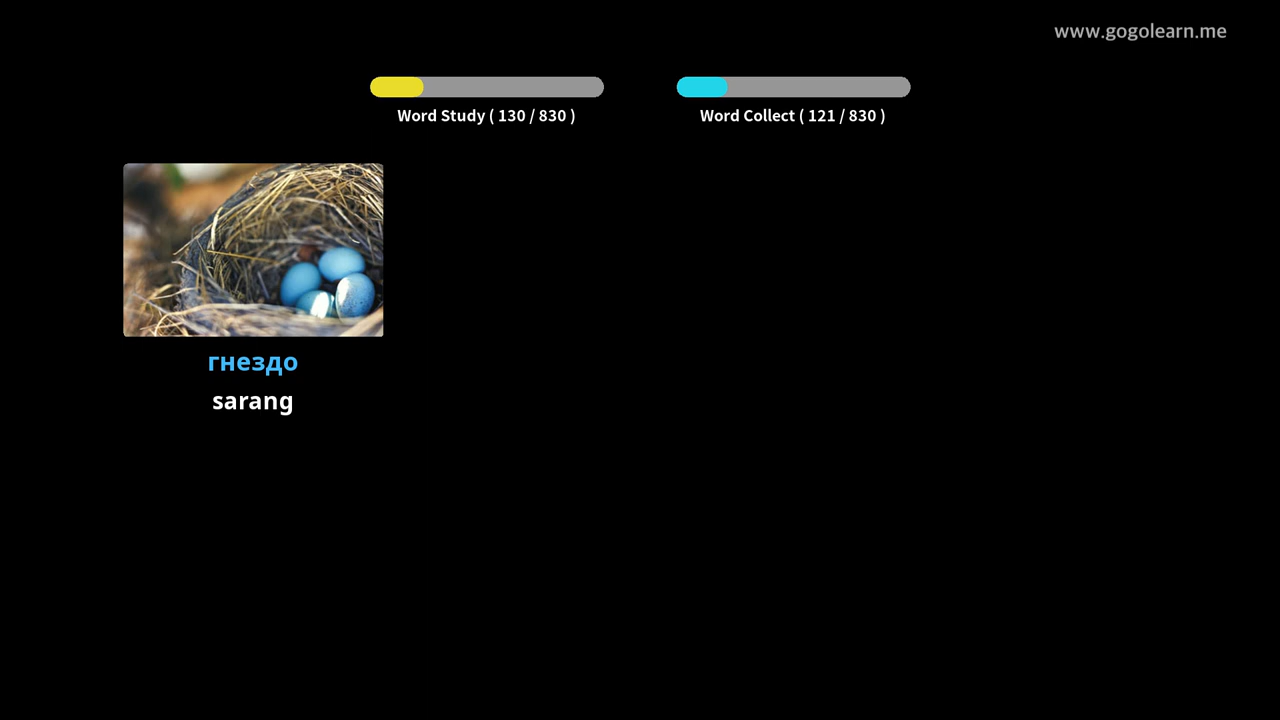 www.gogolearn.me
Word Study ( 130 / 830 )
Word Collect ( 121 / 830 )
гнездо
sarang